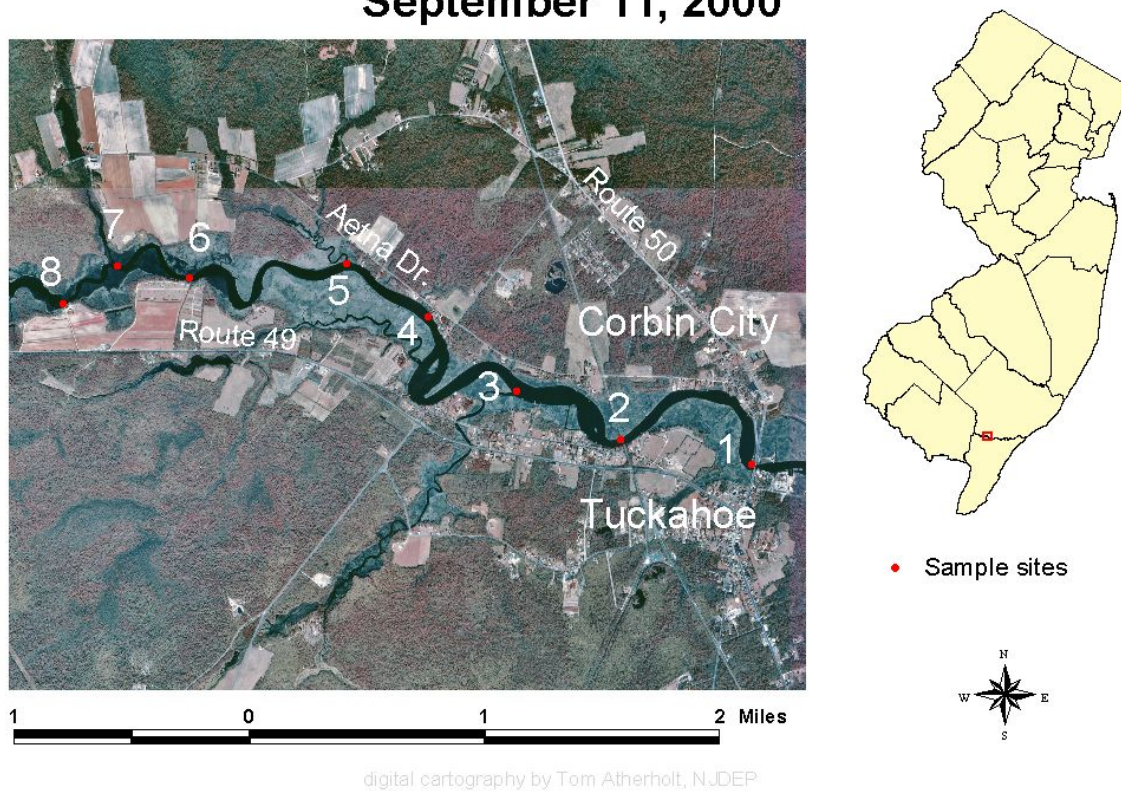 September 11, 2000
Route 50
Aetna Dr.
7
6
8
5
Route 49
4
Corbin City
3
2
1
Tuckahoe
Sample sites
N
W E
S
1 0 1 2 Miles
digital cartography by Tom Atherholt, NJDEP